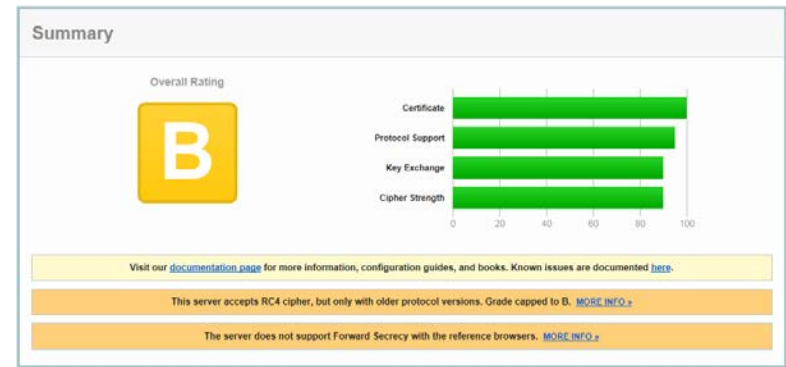 Summary
Overall Rating
B
Certificate
Protocol Support
Key Exchange
Cipher Strength
0 20 40 60 80 100
Visit our documentation page for more information, configuration guides, and books. Known issues are documented here.
This server accepts RC4 cipher, but only with older protocol versions. Grade capped to B. MORE INFO »
The server does not support Forward Secrecy with the reference browsers. MORE INFO »